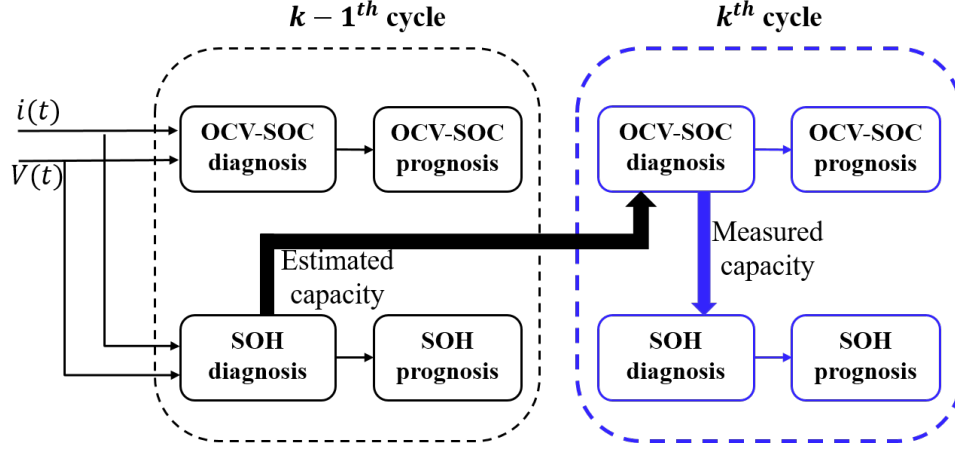 k − 1ᵗʰ cycle
kᵗʰ cycle
i(t)
V(t)
OCV-SOC
diagnosis
OCV-SOC
prognosis
OCV-SOC
diagnosis
OCV-SOC
prognosis
Estimated
capacity
Measured
capacity
SOH
diagnosis
SOH
prognosis
SOH
diagnosis
SOH
prognosis